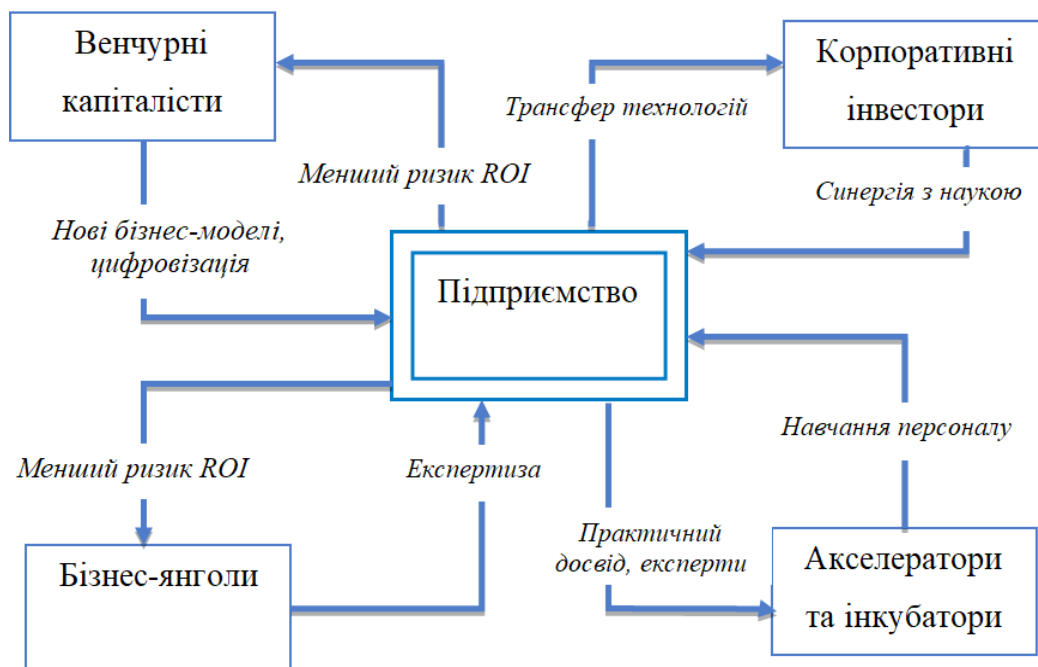 Венчурні
капіталісти
Корпоративні
інвестори
Трансфер технологій
Менший ризик ROI
Синергія з наукою
Нові бізнес-моделі,
цифровізація
Підприємство
Навчання персоналу
Менший ризик ROI
Експертиза
Практичний
досвід, експерти
Бізнес-янголи
Акселератори
та інкубатори